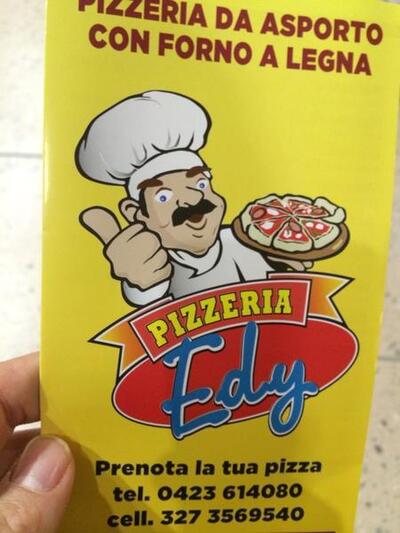 PIZZERIA DA ASPORTO
CON FORNO A LEGNA
PIZZERIA
Edy
Prenota la tua pizza
tel. 0423 614080
cell. 327 3569540